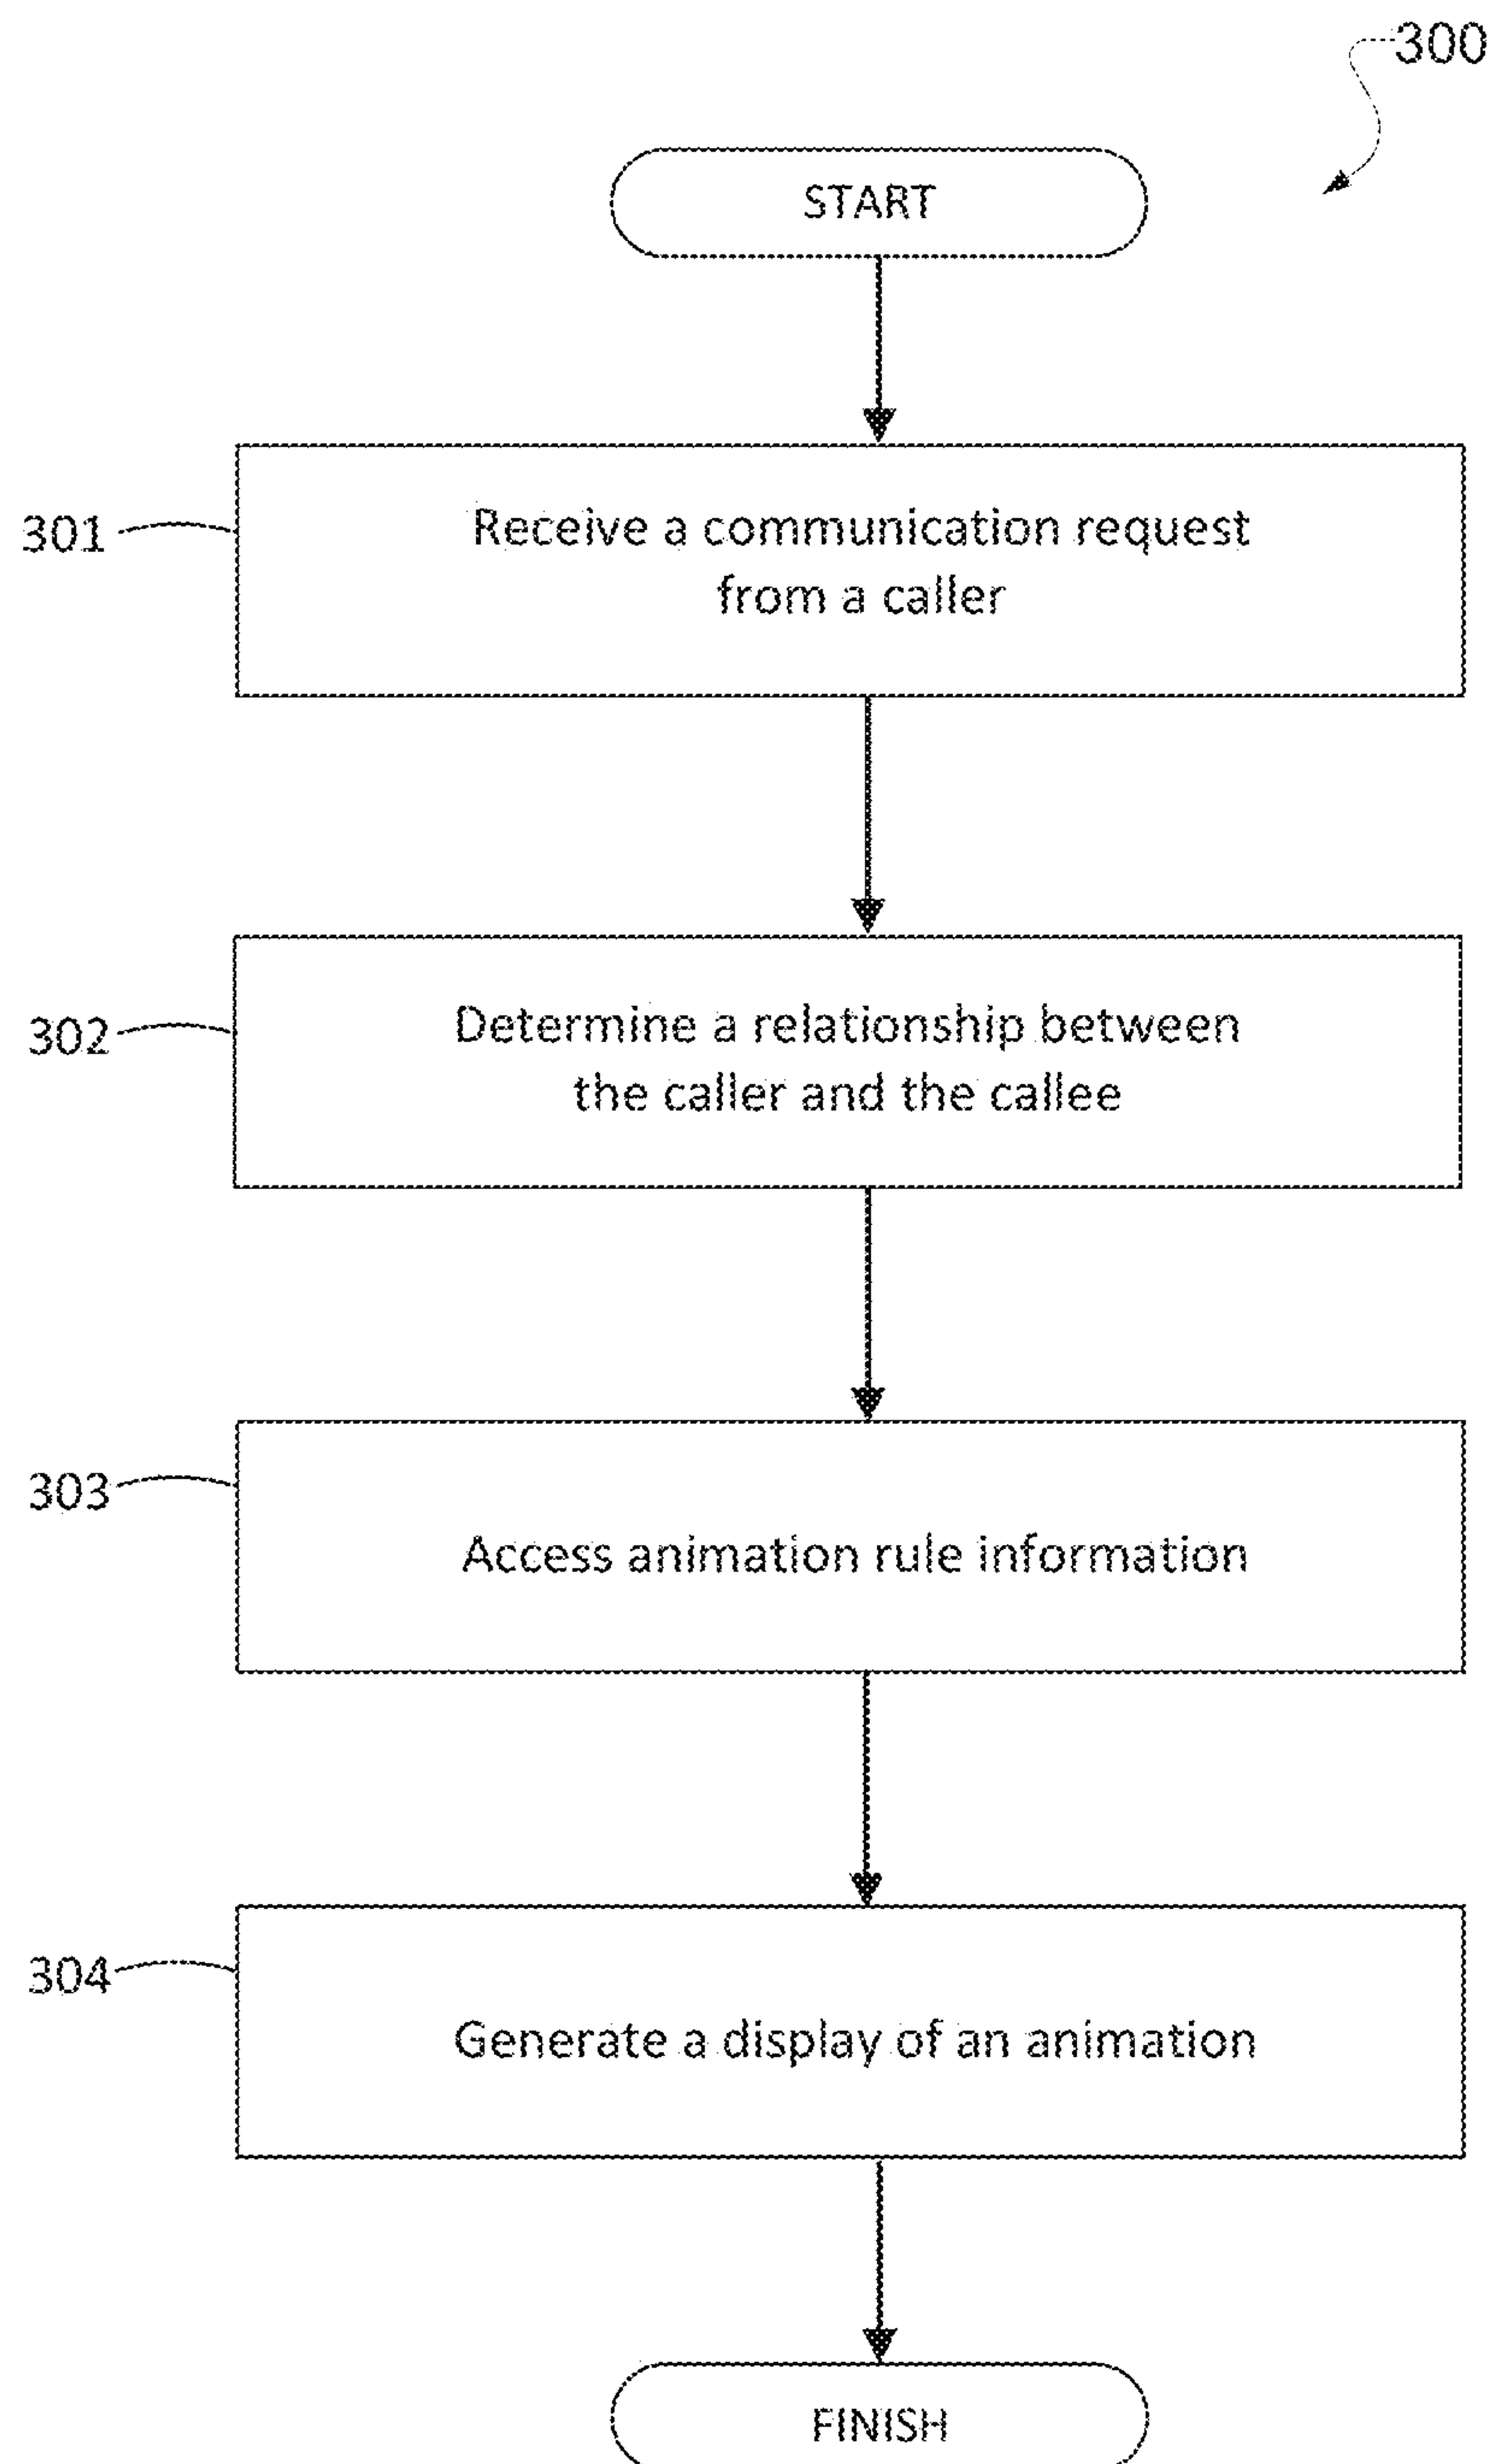 300
START
301
Receive a communication request
from a caller
302
Determine a relationship between
the caller and the callee
303
Access animation rule information
304
Generate a display of an animation
FINISH